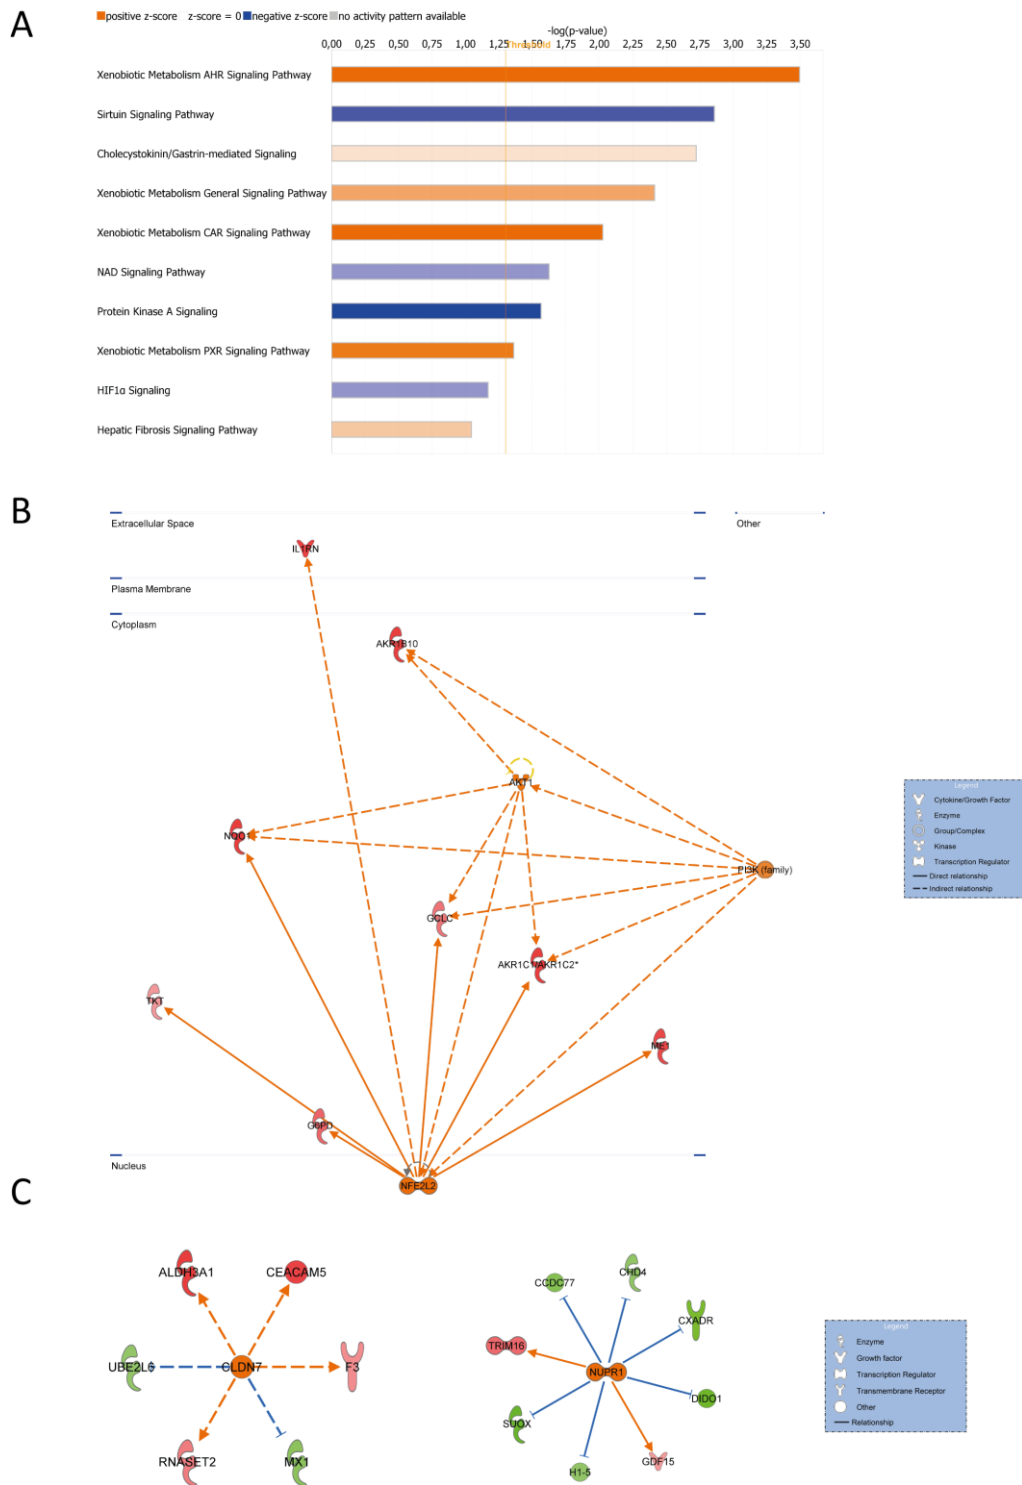 A
positive z-score z-score = 0 negative z-score no activity pattern available
-log(p-value)
0,00 0,25 0,50 0,75 1,00 1,25 1,50 1,75 2,00 2,25 2,50 2,75 3,00 3,25 3,50
Threshold
Xenobiotic Metabolism AHR Signaling Pathway
Sirtuin Signaling Pathway
Cholecystokinin/Gastrin-mediated Signaling
Xenobiotic Metabolism General Signaling Pathway
Xenobiotic Metabolism CAR Signaling Pathway
NAD Signaling Pathway
Protein Kinase A Signaling
Xenobiotic Metabolism PXR Signaling Pathway
HIF1α Signaling
Hepatic Fibrosis Signaling Pathway
B
Extracellular Space
Other
IL1RN
Plasma Membrane
Cytoplasm
AKR1B10
AKT1
NQO1
PI3K (family)
GCLC
AKR1C1/AKR1C2*
TKT
ME1
G6PD
Nucleus
NFE2L2
Legend
Cytokine/Growth Factor
Enzyme
Group/Complex
Kinase
Transcription Regulator
Direct relationship
Indirect relationship
C
ALDH3A1
CEACAM5
UBE2L6
CLDN7
F3
RNASET2
MX1
CCDC77
CHD4
CXADR
TRIM16
NUPR1
DIDO1
SUOX
H1-5
GDF15
Legend
Enzyme
Growth factor
Transcription Regulator
Transmembrane Receptor
Other
Relationship